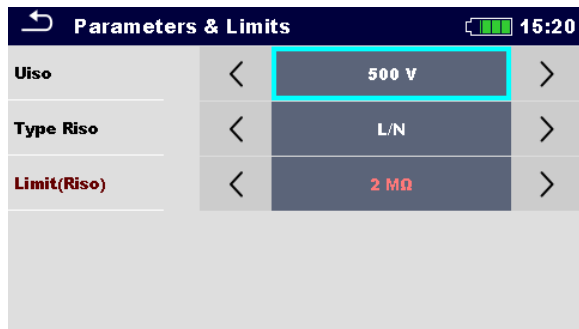 Parameters & Limits 15:20
Uiso 500 V
Type Riso L/N
Limit(Riso) 2 MΩ